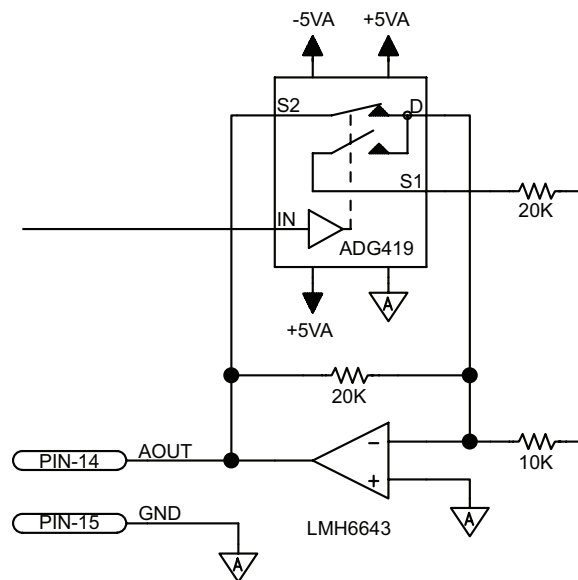 -5VA +5VA
S2 D
S1
20K
IN
ADG419
A
+5VA
20K
PIN-14 AOUT
− 10K
+
PIN-15 GND
LMH6643 A
A